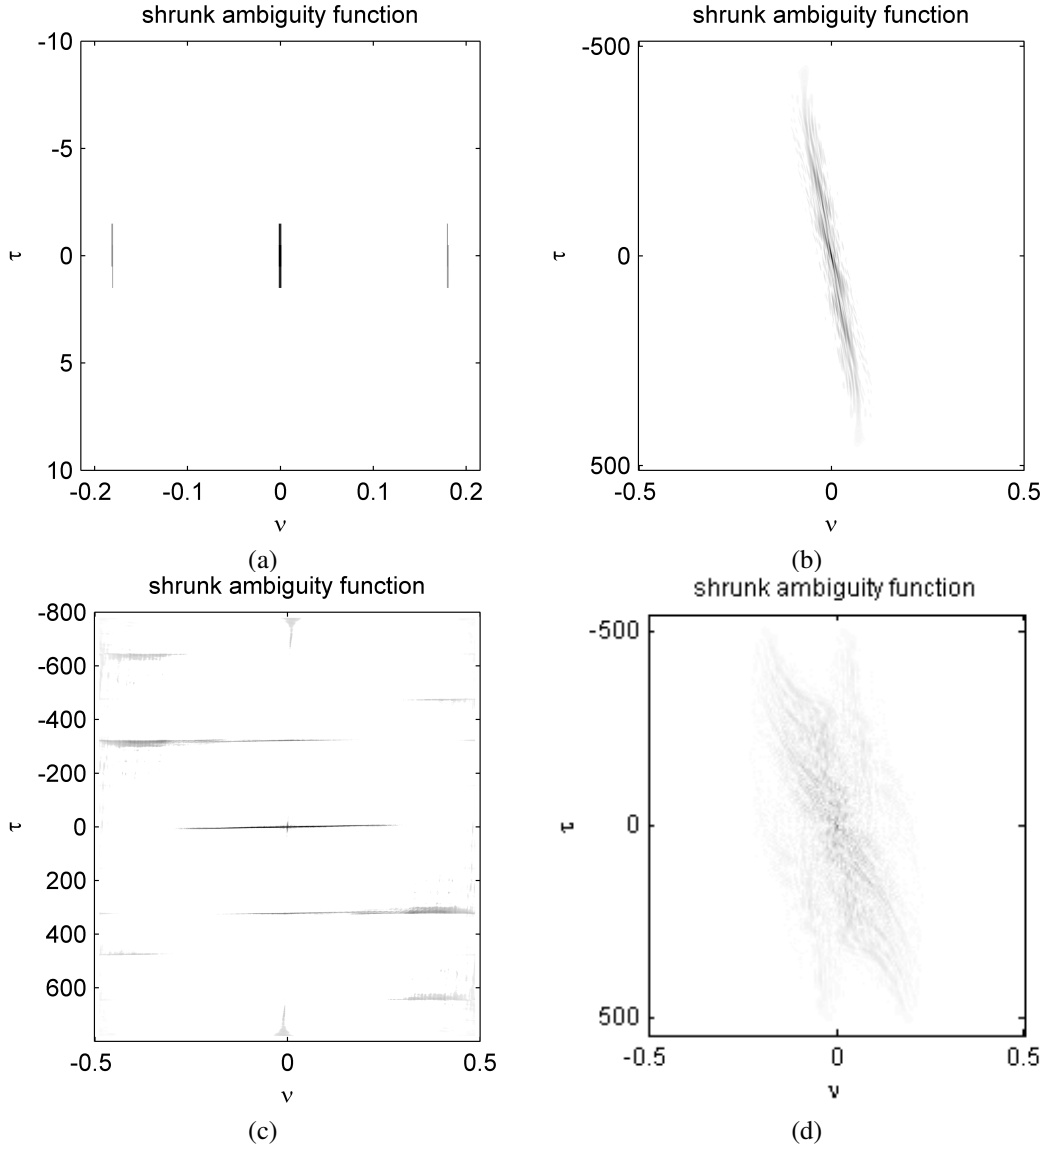 shrunk ambiguity function
-10
-5
0
5
10
τ
-0.2 -0.1 0 0.1 0.2
ν
(a)
shrunk ambiguity function
-500
0
500
τ
-0.5 0 0.5
ν
(b)
shrunk ambiguity function
-800
-600
-400
-200
0
200
400
600
τ
-0.5 0 0.5
ν
(c)
shrunk ambiguity function
-500
0
500
τ
-0.5 0 0.5
ν
(d)